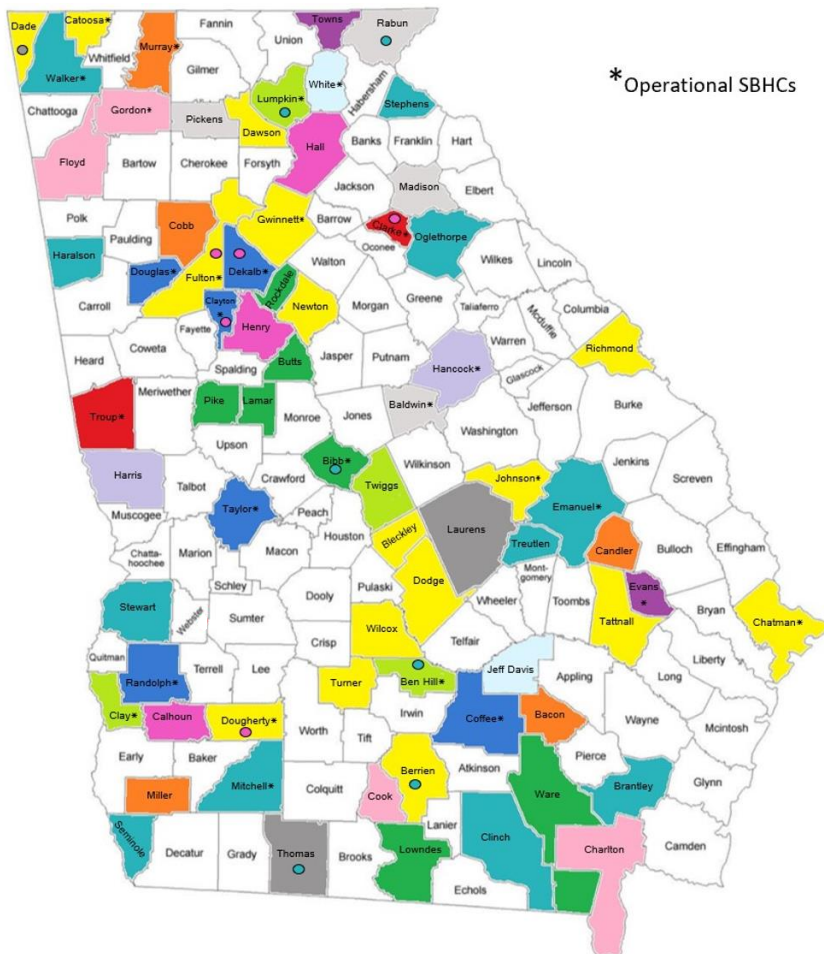 Dade
Catoosa*
Fannin
Towns
Rabun
Union
Murray*
Whitfield
Walker*
Gilmer
White*
Habersham
Lumpkin*
Stephens
*Operational SBHCs
Chattooga
Gordon*
Pickens
Dawson
Hall
Banks
Franklin
Hart
Floyd
Bartow
Cherokee
Forsyth
Jackson
Madison
Elbert
Polk
Cobb
Gwinnett*
Barrow
Clarke*
Oglethorpe
Paulding
Oconee
Haralson
Douglas*
Fulton*
Dekalb*
Walton
Wilkes
Lincoln
Rockdale
Carroll
Clayton
*
Newton
Morgan
Greene
Taliaferro
Mcduffie
Columbia
Fayette
Henry
Warren
Richmond
Heard
Coweta
Spalding
Butts
Jasper
Putnam
Hancock*
Glascock
Troup*
Meriwether
Pike
Lamar
Monroe
Jones
Baldwin*
Jefferson
Burke
Washington
Upson
Bibb*
Wilkinson
Jenkins
Screven
Harris
Talbot
Crawford
Twiggs
Johnson*
Emanuel*
Muscogee
Taylor*
Peach
Laurens
Houston
Bleckley
Treutlen
Candler
Bulloch
Effingham
Chatta-
hoochee
Marion
Macon
Mont-
gomery
Dodge
Schley
Dooly
Pulaski
Wheeler
Toombs
Evans
*
Stewart
Webster
Sumter
Bryan
Tattnall
Chatman*
Wilcox
Crisp
Telfair
Quitman
Randolph*
Terrell
Lee
Jeff Davis
Appling
Long
Liberty
Turner
Ben Hill*
Clay*
Calhoun
Dougherty*
Worth
Irwin
Coffee*
Bacon
Wayne
Mcintosh
Tift
Early
Baker
Pierce
Atkinson
Berrien
Glynn
Mitchell*
Colquitt
Ware
Brantley
Miller
Cook
Lanier
Seminole
Decatur
Grady
Thomas
Brooks
Lowndes
Clinch
Charlton
Camden
Echols